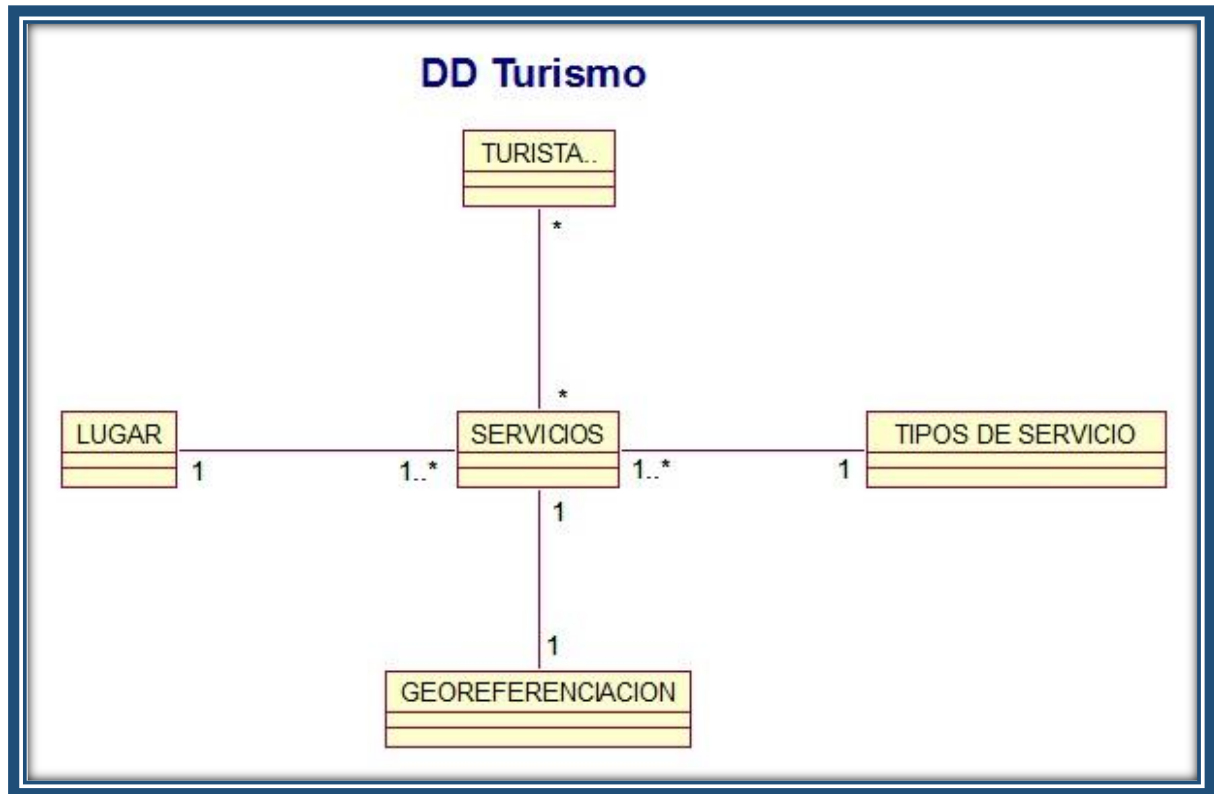 DD Turismo
TURISTA..
*
*
LUGAR
SERVICIOS
TIPOS DE SERVICIO
1
1..*
1..*
1
1
1
GEOREFERENCIACION